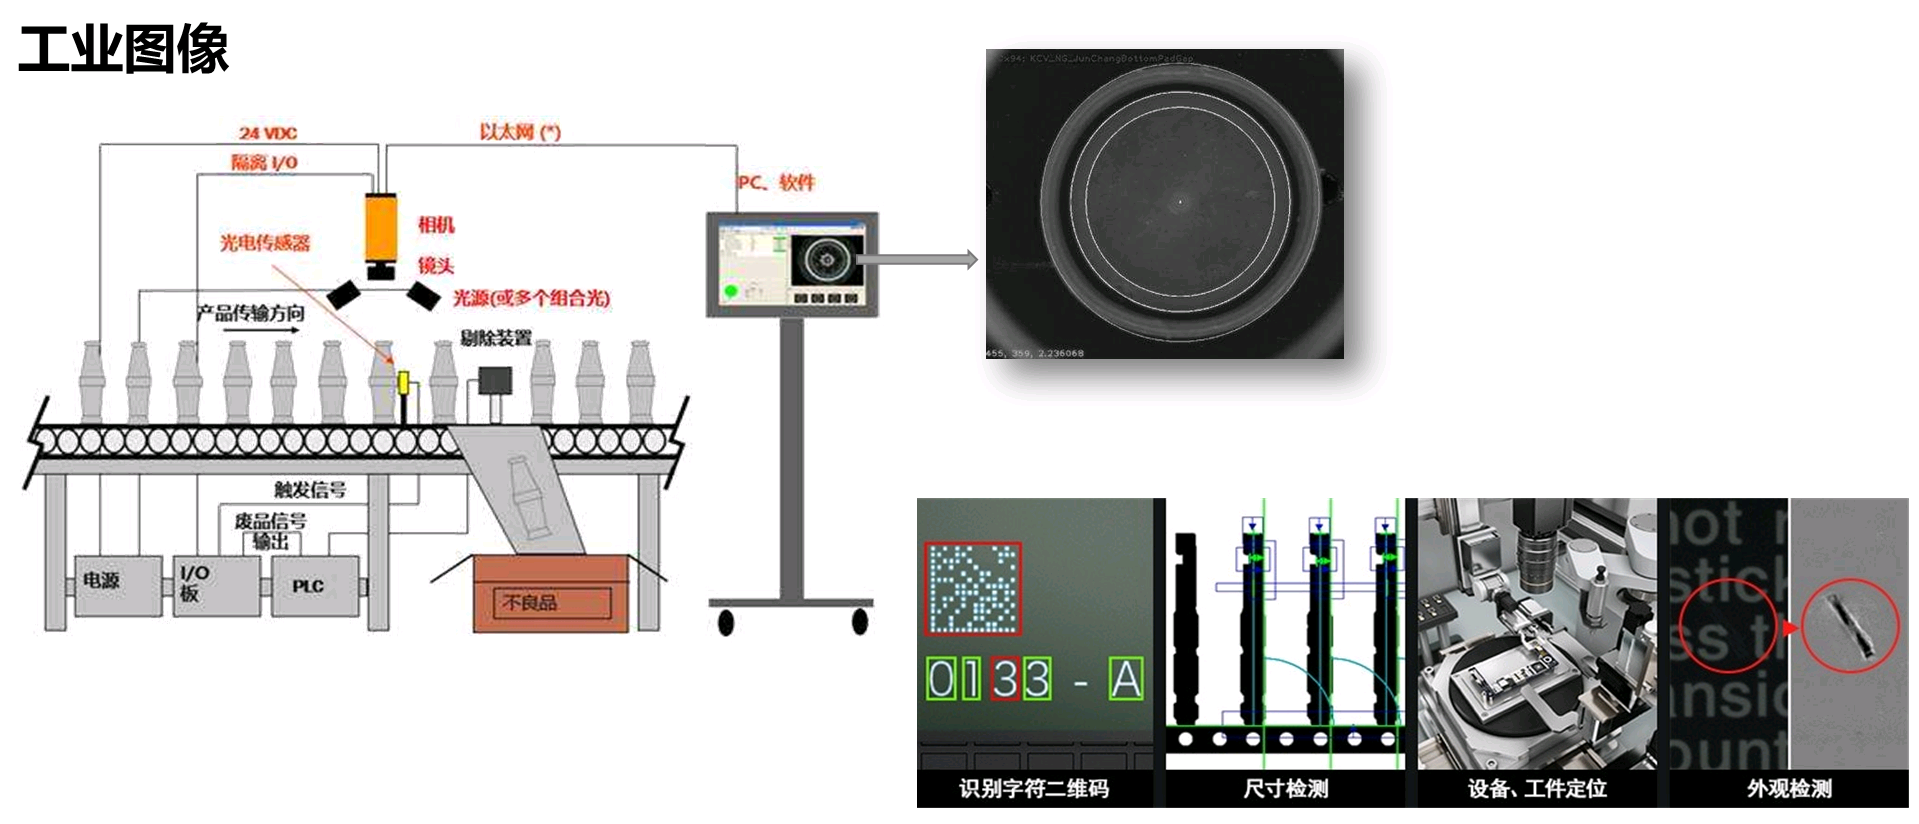 工业图像
24 VDC
以太网 (*)
隔离 I/O
PC、软件
相机
光电传感器
镜头
光源(或多个组合光)
产品传输方向
剔除装置
触发信号
废品信号
输出
电源
I/O
板
PLC
不良品
0x94; KCV_NG_JunChangBottomPadGap
455, 359, 2.236068
0133 - A
not
stick
ss t
ansic
ount
识别字符二维码
尺寸检测
设备、工件定位
外观检测